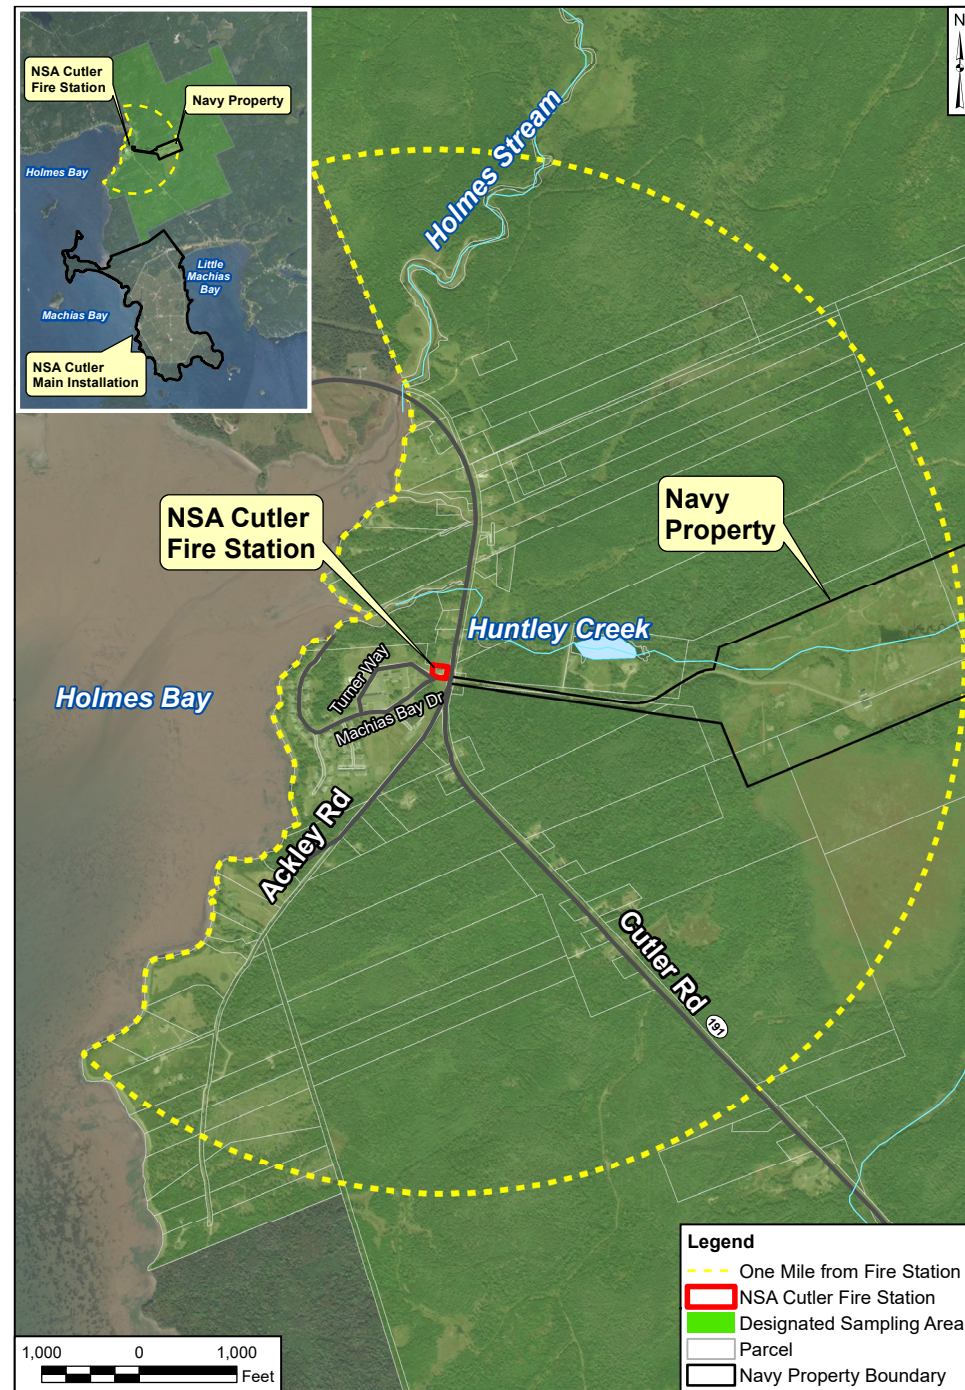 NSA Cutler
Fire Station
Navy Property
Holmes Bay
Little
Machias
Bay
Machias Bay
NSA Cutler
Main Installation
N
Holmes Stream
NSA Cutler
Fire Station
Navy
Property
Huntley Creek
Holmes Bay
Turner Way
Machias Bay Dr
Ackley Rd
Cutler Rd
191
Legend
One Mile from Fire Station
NSA Cutler Fire Station
Designated Sampling Area
Parcel
Navy Property Boundary
1,000 0 1,000
Feet